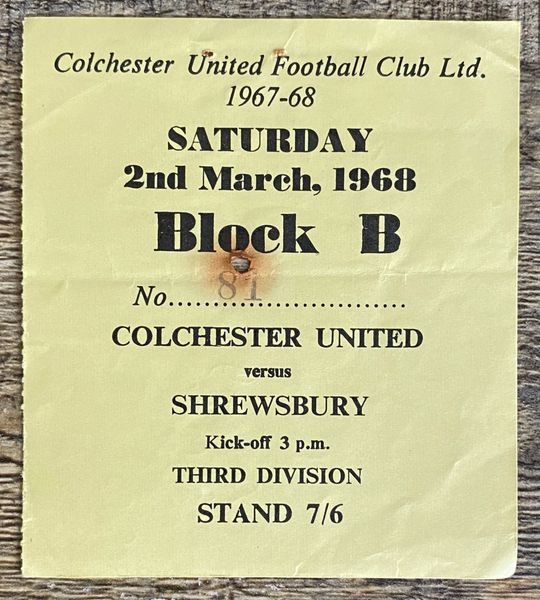 Colchester United Football Club Ltd.
1967-68
SATURDAY
2nd March, 1968
Block B
No...81..........................
COLCHESTER UNITED
versus
SHREWSBURY
Kick-off 3 p.m.
THIRD DIVISION
STAND 7/6